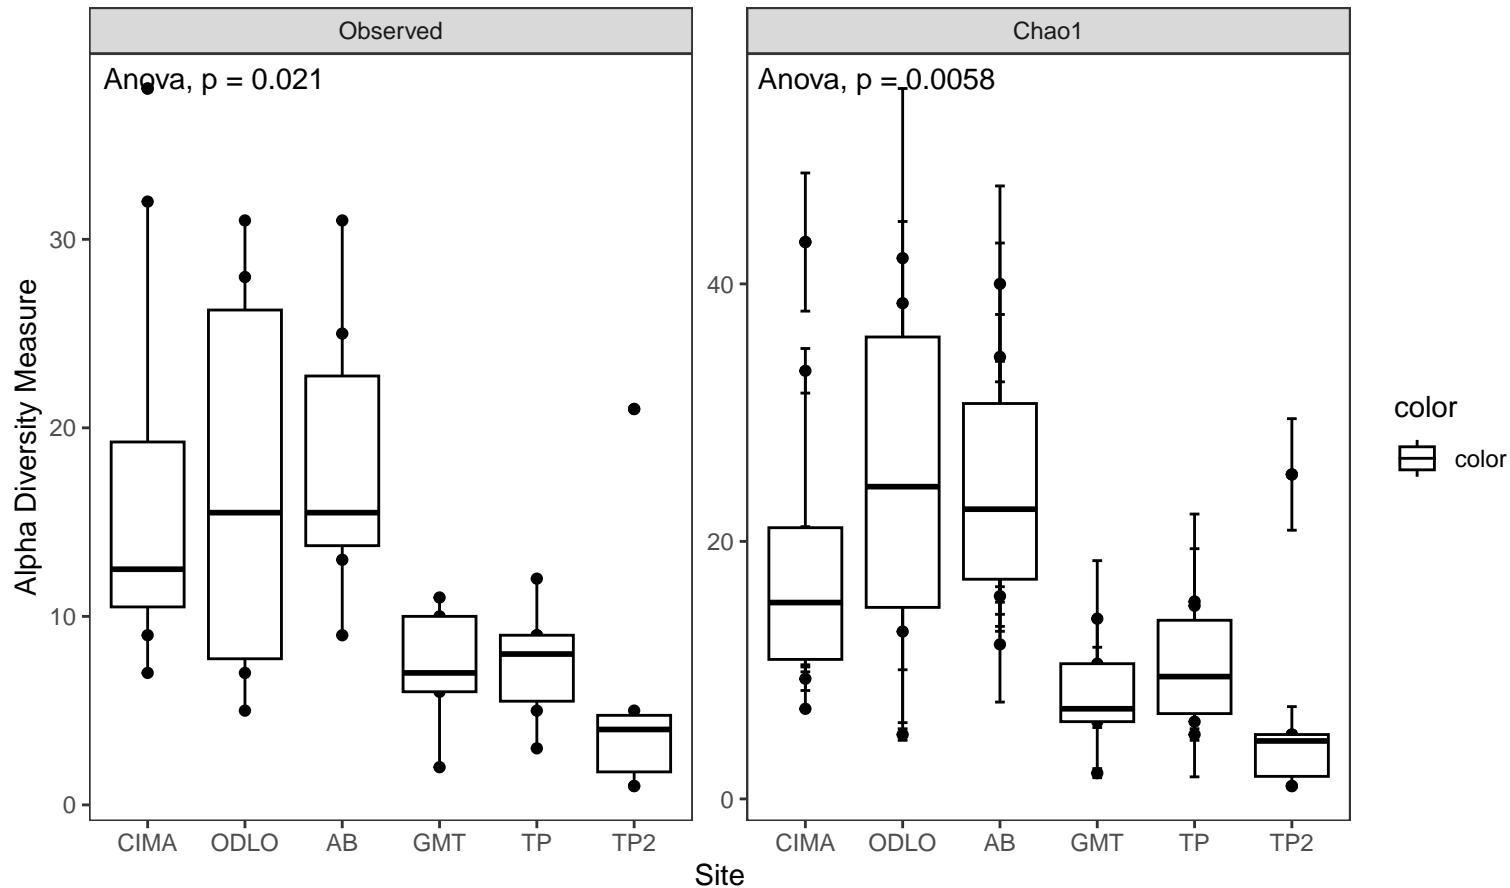 Observed
Chao1
Anova, p = 0.021
Anova, p = 0.0058
Alpha Diversity Measure
30
20
10
0
40
20
0
CIMA ODLO AB GMT TP TP2
CIMA ODLO AB GMT TP TP2
Site
color
color